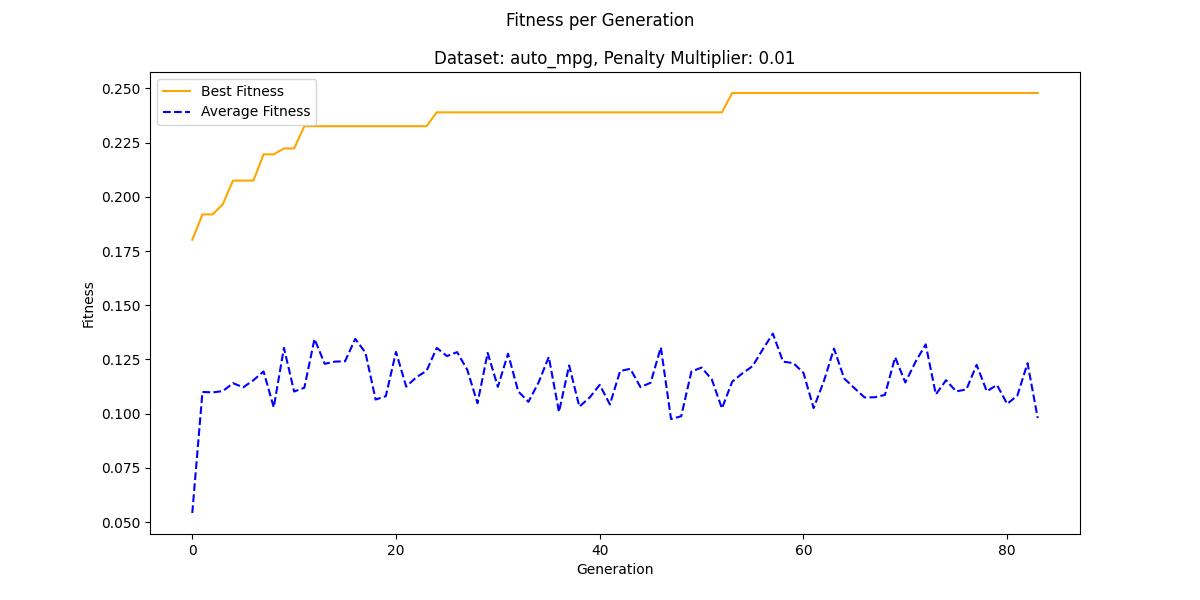 Fitness per Generation
Dataset: auto_mpg, Penalty Multiplier: 0.01
Best Fitness
Average Fitness
0.250
0.225
0.200
0.175
0.150
0.125
0.100
0.075
0.050
Fitness
0 20 40 60 80
Generation